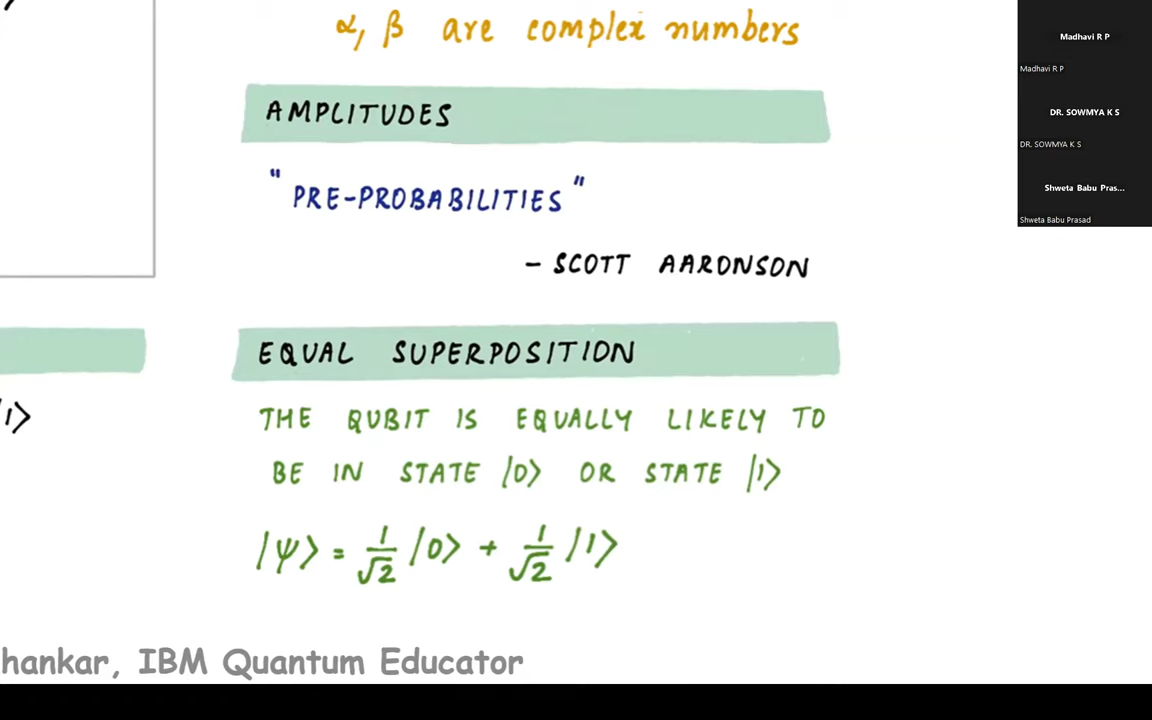 α, β are complex numbers
AMPLITUDES
"PRE-PROBABILITIES"
- SCOTT AARONSON
EQUAL SUPERPOSITION
THE QUBIT IS EQUALLY LIKELY TO
BE IN STATE |0⟩ OR STATE |1⟩
|ψ⟩ = 1/√2 |0⟩ + 1/√2 |1⟩
|1⟩
hankar, IBM Quantum Educator
Madhavi R P
Madhavi R P
DR. SOWMYA K S
DR. SOWMYA K S
Shweta Babu Pras...
Shweta Babu Prasad